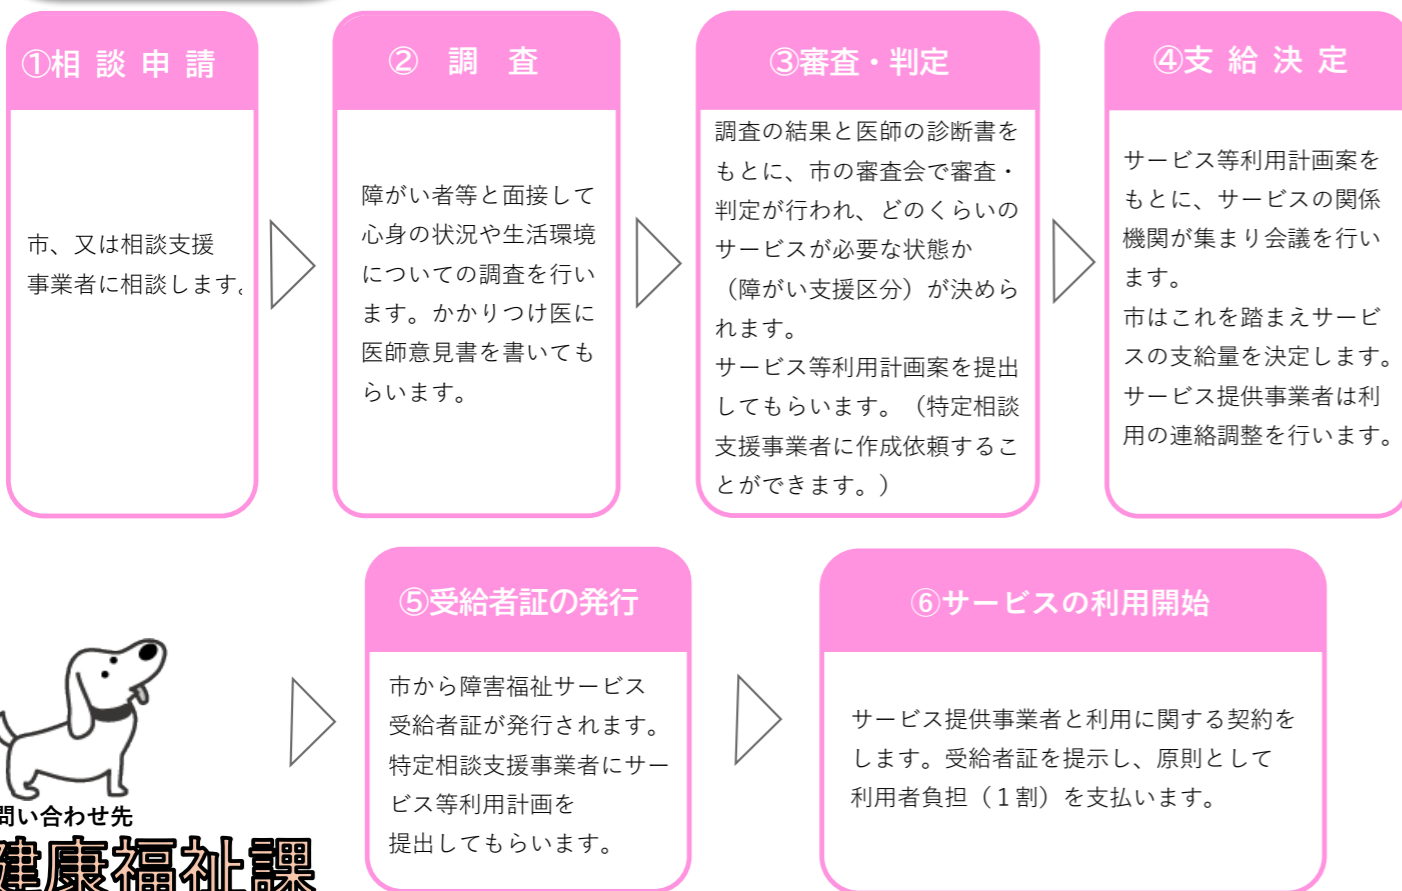 ①相談申請
市、又は相談支援
事業者に相談します。
② 調 査
障がい者等と面接して
心身の状況や生活環境
についての調査を行い
ます。かかりつけ医に
医師意見書を書いても
らいます。
③審査・判定
調査の結果と医師の診断書を
もとに、市の審査会で審査・
判定が行われ、どのくらいの
サービスが必要な状態か
（障がい支援区分）が決めら
れます。
サービス等利用計画案を提出
してもらいます。（特定相談
支援事業者に作成依頼するこ
とができます。）
④支給決定
サービス等利用計画案を
もとに、サービスの関係
機関が集まり会議を行い
ます。
市はこれを踏まえサービ
スの支給量を決定します。
サービス提供事業者は利
用の連絡調整を行います。
⑤受給者証の発行
市から障害福祉サービス
受給者証が発行されます。
特定相談支援事業者にサー
ビス等利用計画を
提出してもらいます。
⑥サービスの利用開始
サービス提供事業者と利用に関する契約を
します。受給者証を提示し、原則として
利用者負担（１割）を支払います。
問い合わせ先
健康福祉課